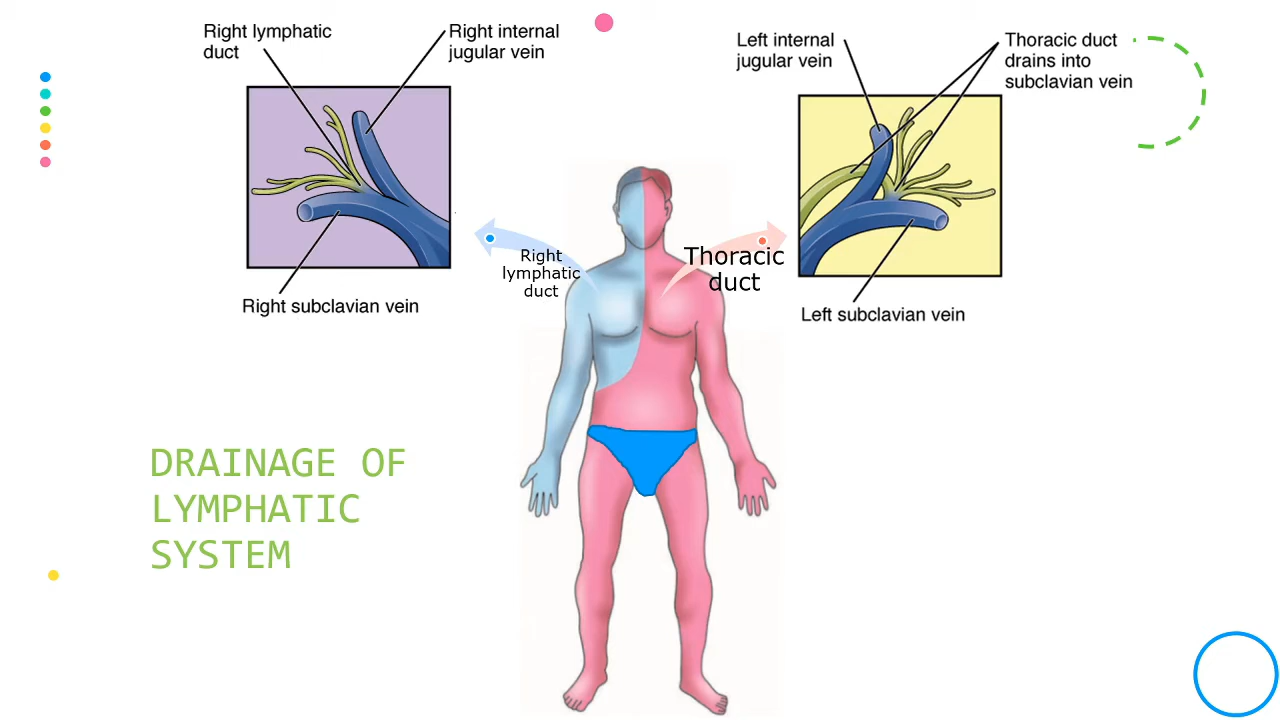 Right lymphatic
duct
Right internal
jugular vein
Left internal
jugular vein
Thoracic duct
drains into
subclavian vein
Right
lymphatic
duct
Thoracic
duct
Right subclavian vein
Left subclavian vein
DRAINAGE OF
LYMPHATIC
SYSTEM